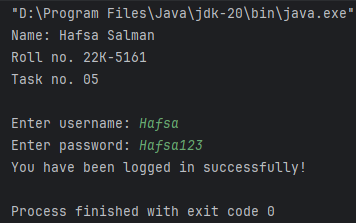 "D:\Program Files\Java\jdk-20\bin\java.exe"
Name: Hafsa Salman
Roll no. 22K-5161
Task no. 05
Enter username: Hafsa
Enter password: Hafsa123
You have been logged in successfully!
Process finished with exit code 0